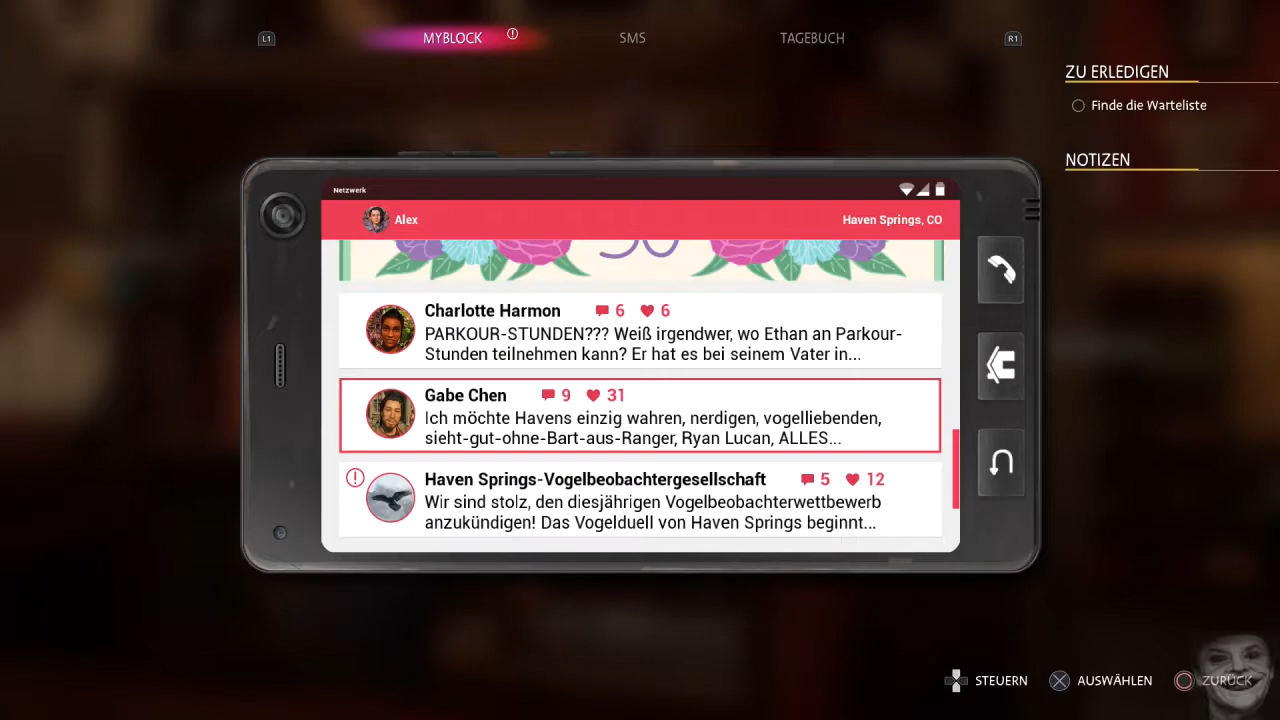 L1
MYBLOCK
SMS
TAGEBUCH
R1
ZU ERLEDIGEN
Finde die Warteliste
NOTIZEN
Netzwerk
Alex
Haven Springs, CO
Charlotte Harmon 6 6
PARKOUR-STUNDEN??? Weiß irgendwer, wo Ethan an Parkour-
Stunden teilnehmen kann? Er hat es bei seinem Vater in...
Gabe Chen 9 31
Ich möchte Havens einzig wahren, nerdigen, vogelliebenden,
sieht-gut-ohne-Bart-aus-Ranger, Ryan Lucan, ALLES...
Haven Springs-Vogelbeobachtergesellschaft 5 12
Wir sind stolz, den diesjährigen Vogelbeobachterwettbewerb
anzukündigen! Das Vogelduell von Haven Springs beginnt...
STEUERN
AUSWÄHLEN
ZURÜCK